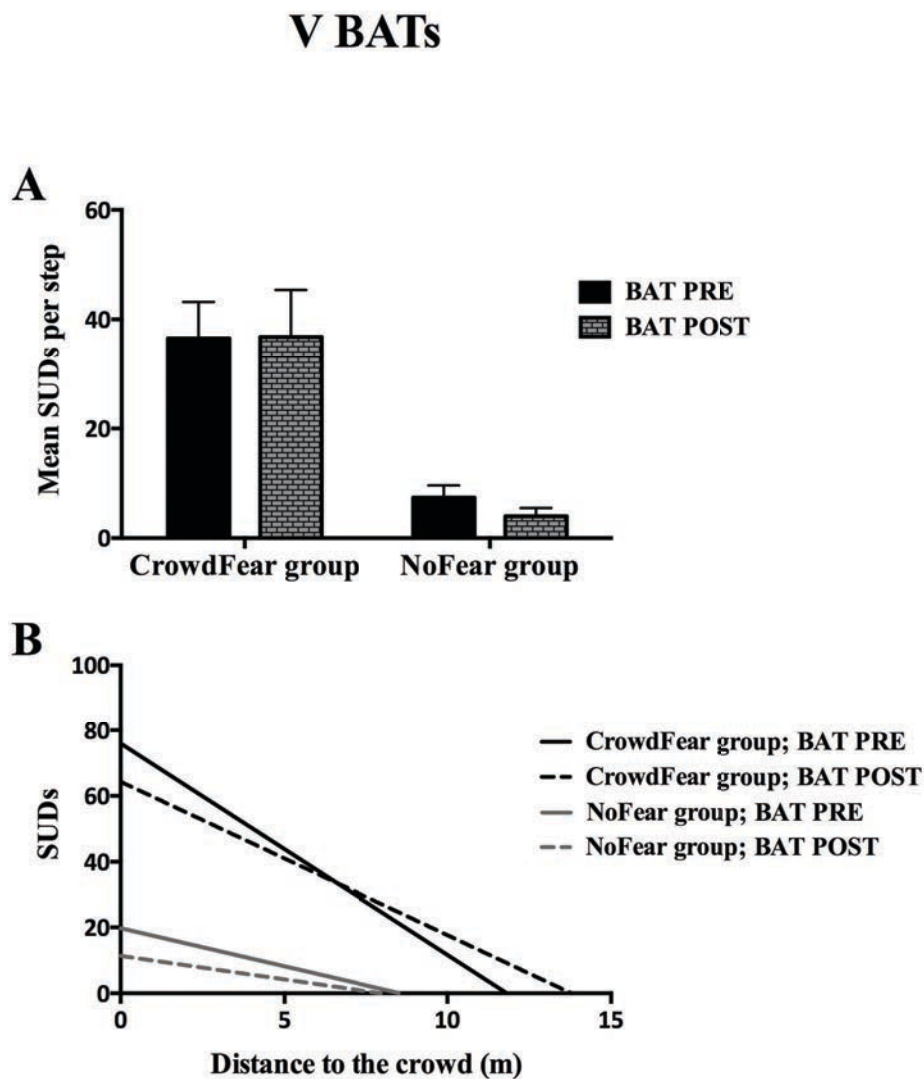 V BATs
A
Mean SUDs per step
60
40
20
0
CrowdFear group
NoFear group
BAT PRE
BAT POST
B
SUDs
100
80
60
40
20
0
0
5
10
15
Distance to the crowd (m)
CrowdFear group; BAT PRE
CrowdFear group; BAT POST
NoFear group; BAT PRE
NoFear group; BAT POST